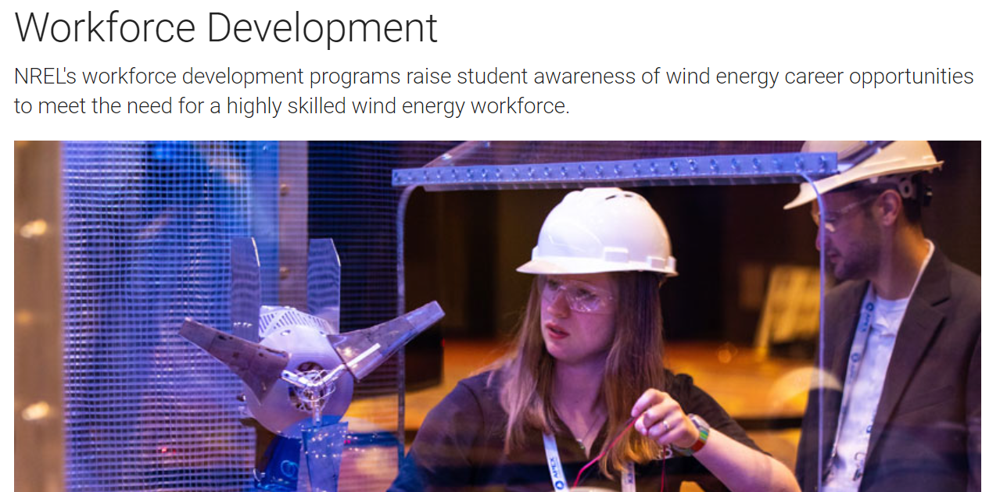 Workforce Development
NREL's workforce development programs raise student awareness of wind energy career opportunities
to meet the need for a highly skilled wind energy workforce.
APEX